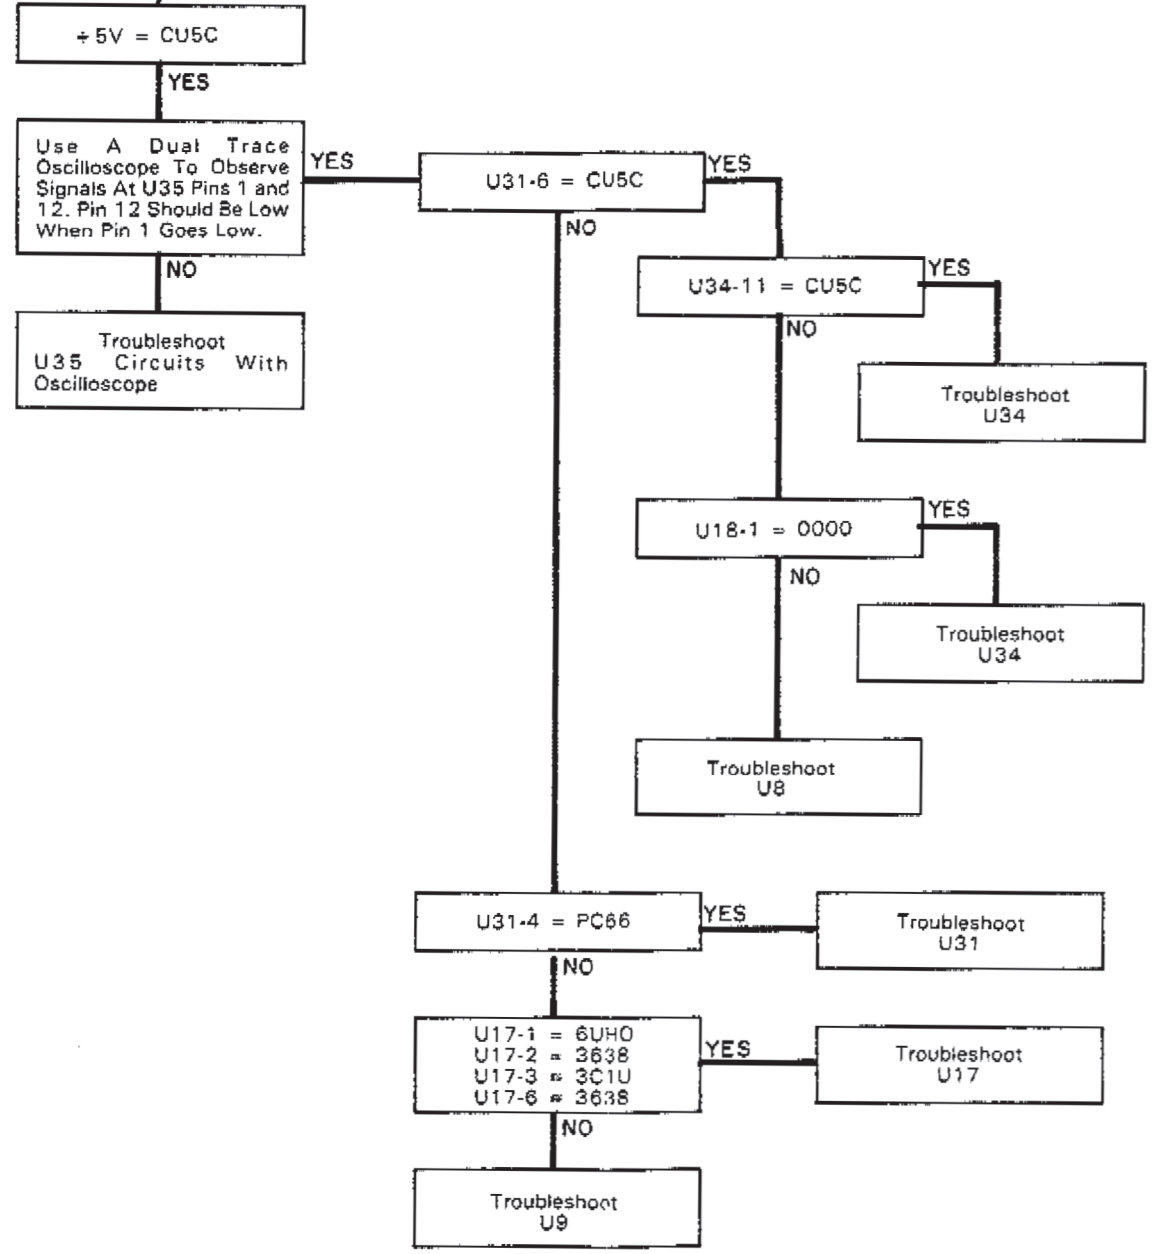 +5V = CU5C
YES
Use A Dual Trace
Oscilloscope To Observe
Signals At U35 Pins 1 and
12. Pin 12 Should Be Low
When Pin 1 Goes Low.
YES
NO
Troubleshoot
U35 Circuits With
Oscilloscope
U31-6 = CU5C
YES
NO
U34-11 = CU5C
YES
NO
Troubleshoot
U34
U18-1 = 0000
YES
NO
Troubleshoot
U34
Troubleshoot
U8
U31-4 = PC66
YES
NO
Troubleshoot
U31
U17-1 = 6UH0
U17-2 = 3638
U17-3 = 3C1U
U17-6 = 3638
YES
NO
Troubleshoot
U17
Troubleshoot
U9